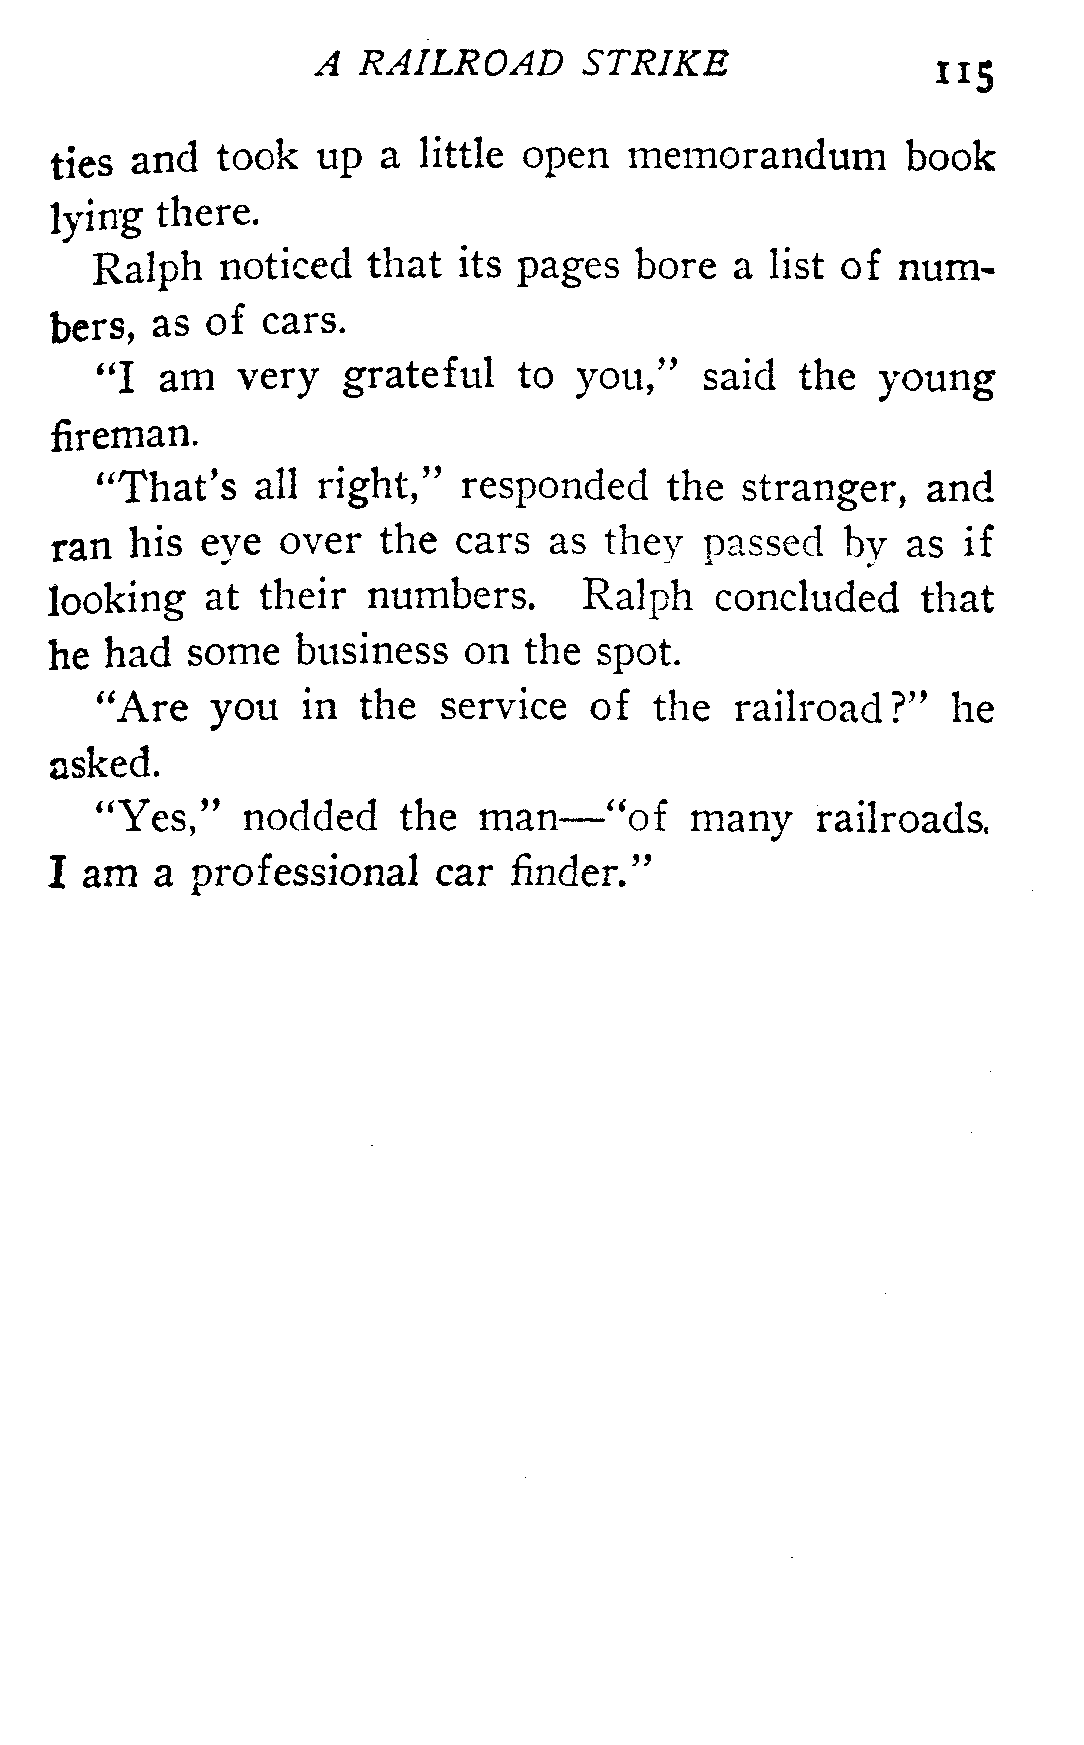 A RAILROAD STRIKE 115
ties and took up a little open memorandum book
lying there.
Ralph noticed that its pages bore a list of num-
bers, as of cars.
“I am very grateful to you,” said the young
fireman.
“That’s all right,” responded the stranger, and
ran his eye over the cars as they passed by as if
looking at their numbers. Ralph concluded that
he had some business on the spot.
“Are you in the service of the railroad?” he
asked.
“Yes,” nodded the man—“of many railroads.
I am a professional car finder.”